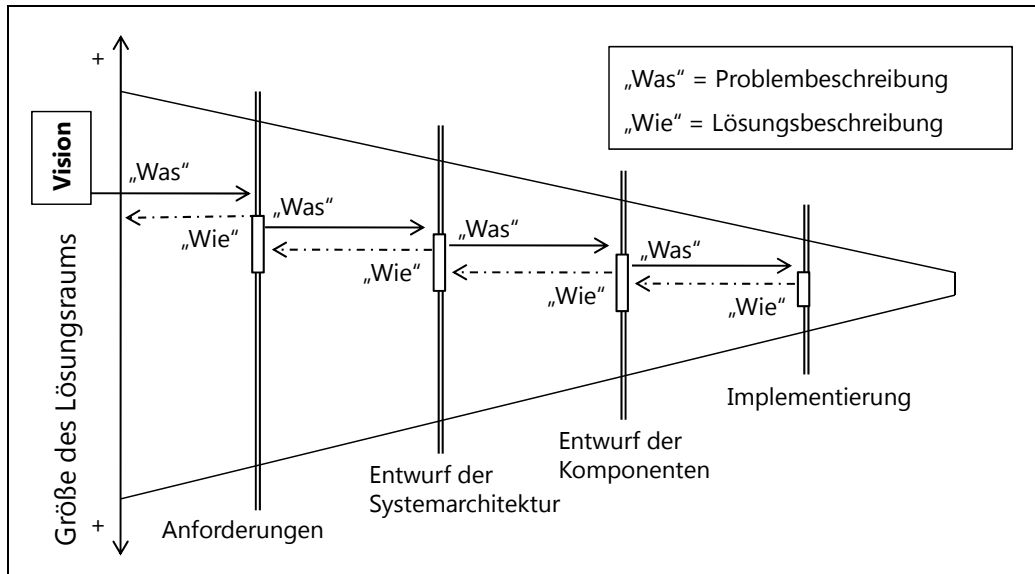 +
„Was“ = Problembeschreibung
„Wie“ = Lösungsbeschreibung
Vision
„Was“
„Was“
„Wie“
„Was“
„Wie“
„Was“
„Wie“
„Wie“
Größe des Lösungsraums
Implementierung
Entwurf der
Komponenten
Entwurf der
Systemarchitektur
Anforderungen
+